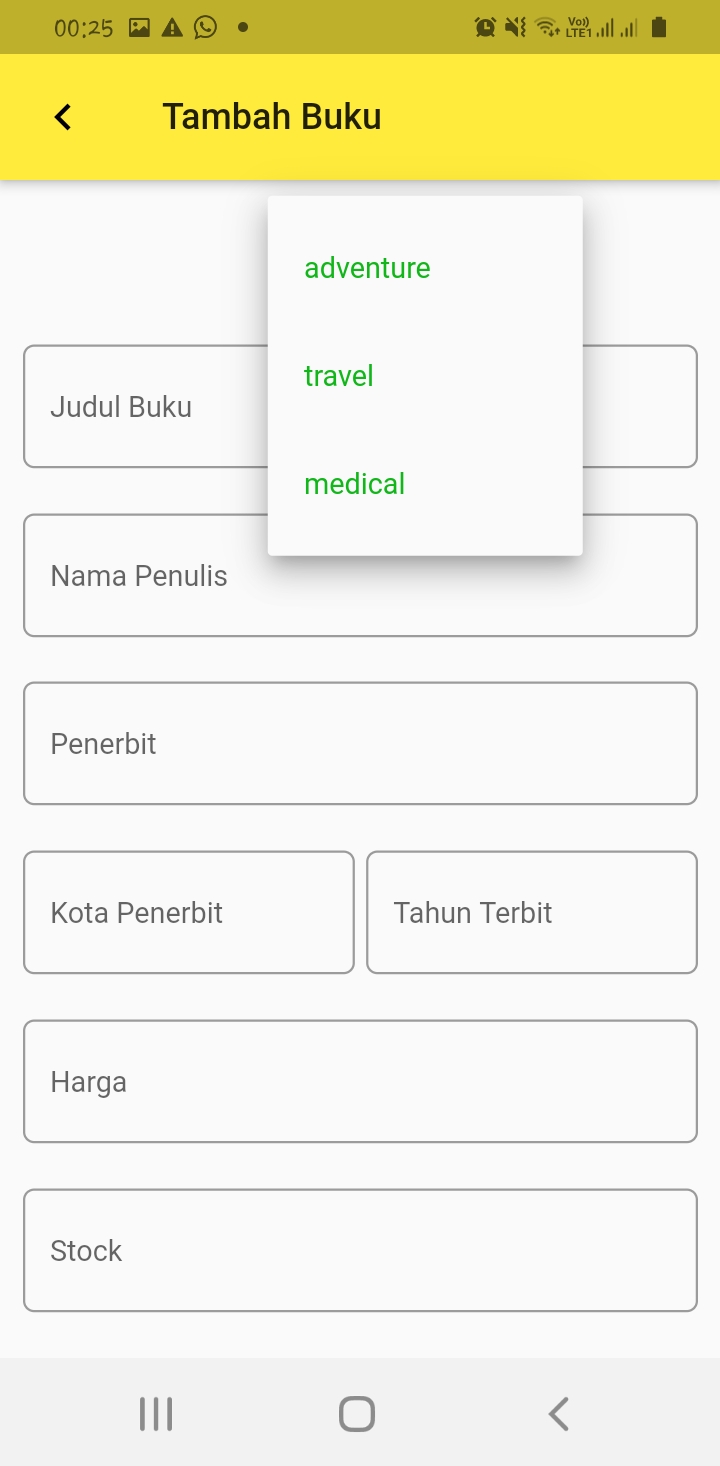 00:25
Vo)) LTE1
Tambah Buku
adventure
travel
medical
Judul Buku
Nama Penulis
Penerbit
Kota Penerbit
Tahun Terbit
Harga
Stock